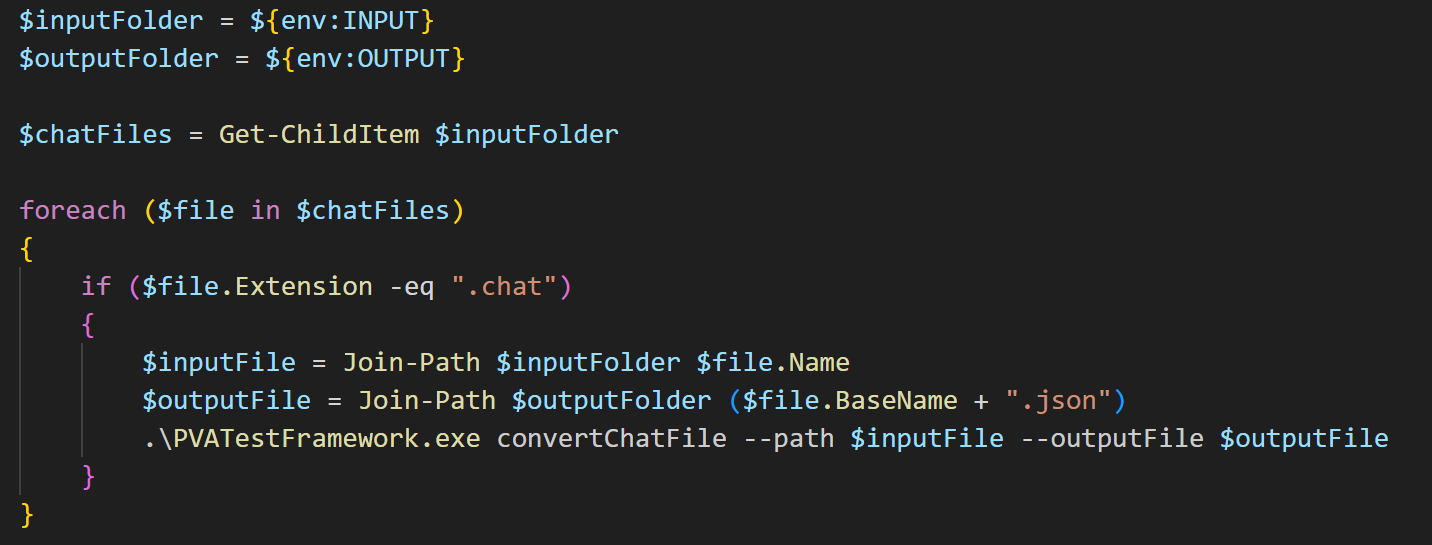 $inputFolder = ${env:INPUT}
$outputFolder = ${env:OUTPUT}

$chatFiles = Get-ChildItem $inputFolder

foreach ($file in $chatFiles)
{
    if ($file.Extension -eq ".chat")
    {
        $inputFile = Join-Path $inputFolder $file.Name
        $outputFile = Join-Path $outputFolder ($file.BaseName + ".json")
        .\PVATestFramework.exe convertChatFile --path $inputFile --outputFile $outputFile
    }
}